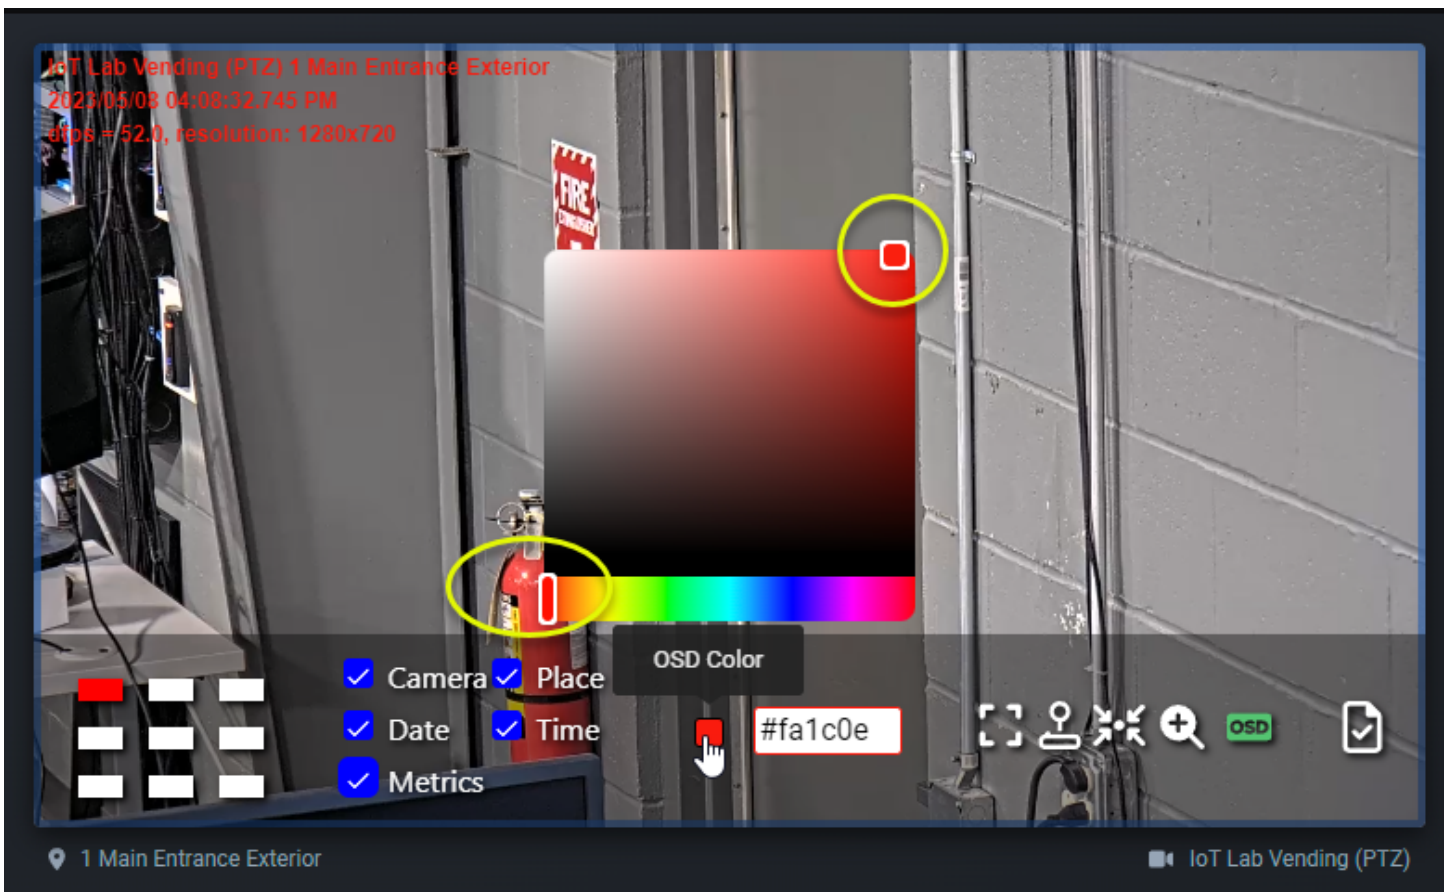 IoT Lab Vending (PTZ) 1 Main Entrance Exterior
2023/05/08 04:08:32.745 PM
dfps = 52.0, resolution: 1280x720
FIRE
EXTINGUISHER
OSD Color
Camera Place
Date Time
Metrics
#fa1c0e
OSD
1 Main Entrance Exterior
IoT Lab Vending (PTZ)